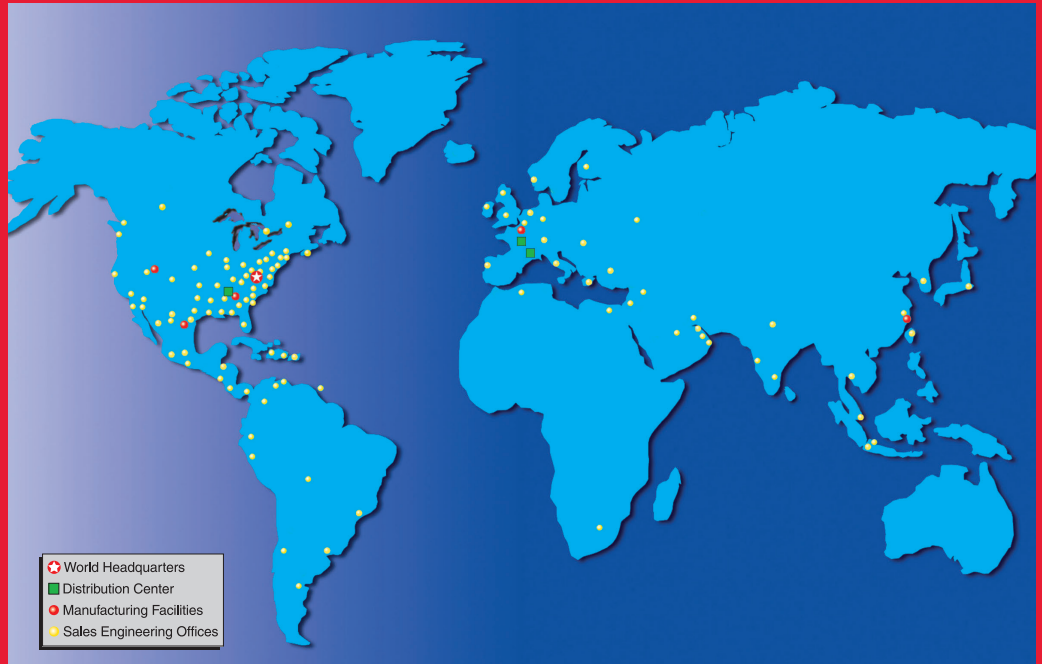 World Headquarters
Distribution Center
Manufacturing Facilities
Sales Engineering Offices